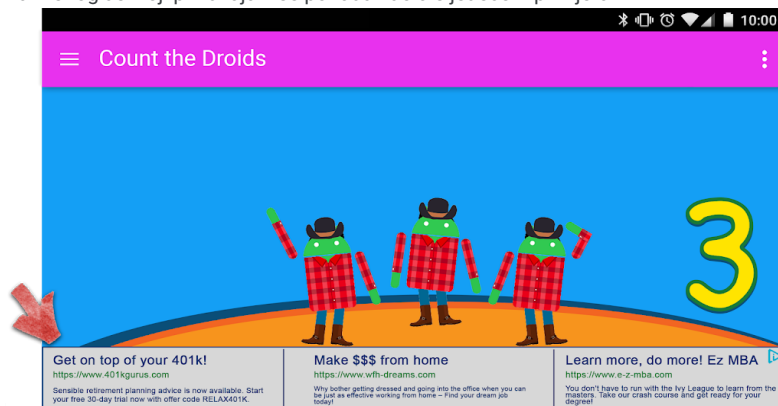 10:00
Count the Droids
3
Get on top of your 401k!
https://www.401kgurus.com
Sensible retirement planning advice is now available. Start
your free 30-day trial now with offer code RELAX401K.
Make $$$ from home
https://www.wfh-dreams.com
Why bother getting dressed and going into the office when you can
be just as effective working from home – Find your dream job
today!
Learn more, do more! Ez MBA
https://www.e-z-mba.com
You don't have to run with the Ivy League to learn from the
masters. Take our crash course and get ready for your
degree!